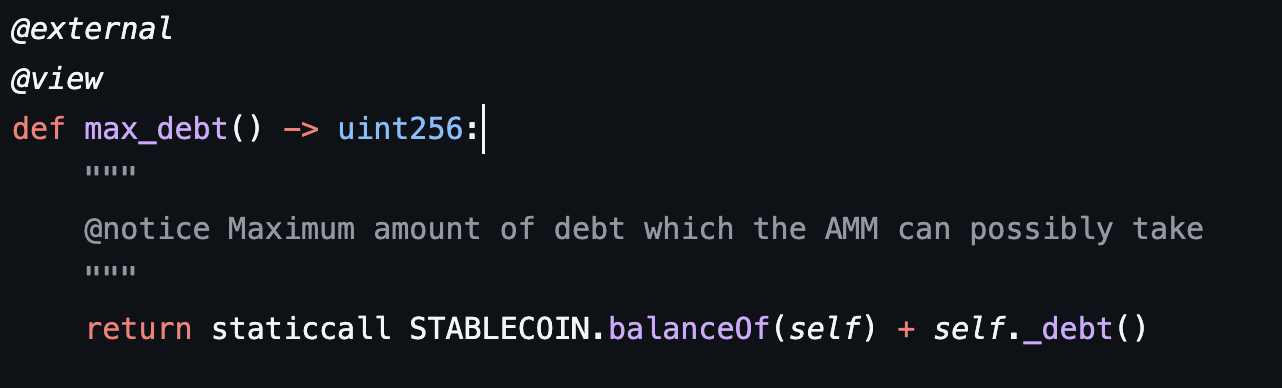 @external
@view
def max_debt() -> uint256:
    """
    @notice Maximum amount of debt which the AMM can possibly take
    """
    return staticcall STABLECOIN.balanceOf(self) + self._debt()